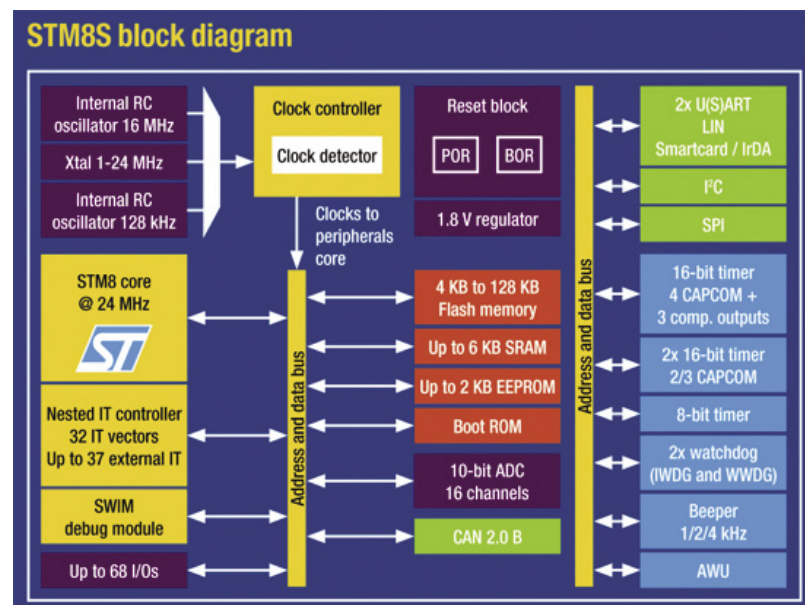 STM8S block diagram
Internal RC
oscillator 16 MHz
Xtal 1-24 MHz
Internal RC
oscillator 128 kHz
Clock controller
Clock detector
Clocks to
peripherals
core
Reset block
POR
BOR
1.8 V regulator
STM8 core
@ 24 MHz
ST
Nested IT controller
32 IT vectors
Up to 37 external IT
SWIM
debug module
Up to 68 I/Os
Address and data bus
4 KB to 128 KB
Flash memory
Up to 6 KB SRAM
Up to 2 KB EEPROM
Boot ROM
10-bit ADC
16 channels
CAN 2.0 B
Address and data bus
2x U(S)ART
LIN
Smartcard / IrDA
I²C
SPI
16-bit timer
4 CAPCOM +
3 comp. outputs
2x 16-bit timer
2/3 CAPCOM
8-bit timer
2x watchdog
(IWDG and WWDG)
Beeper
1/2/4 kHz
AWU